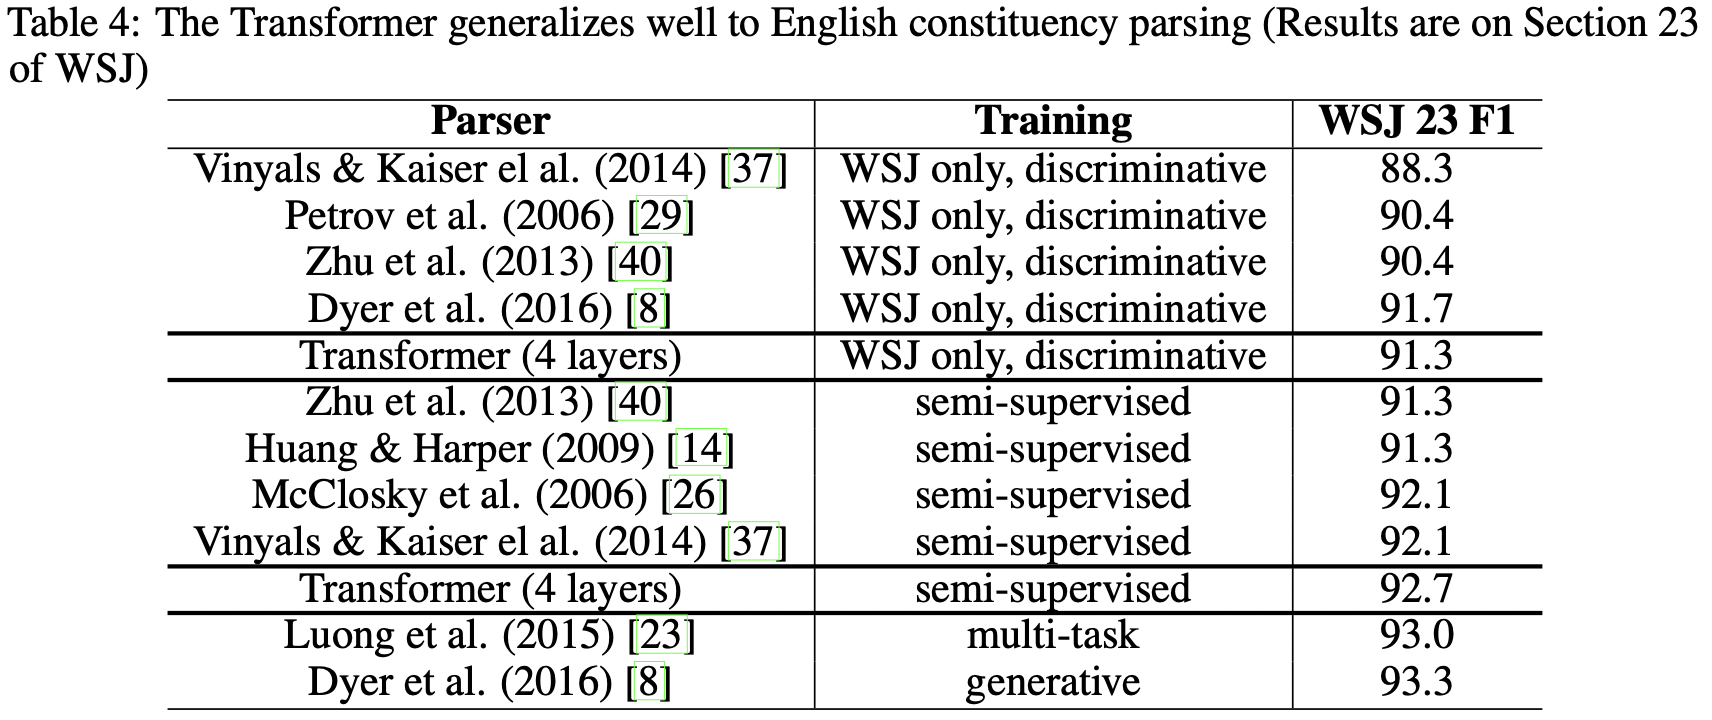 Table 4: The Transformer generalizes well to English constituency parsing (Results are on Section 23
of WSJ)
Parser Training WSJ 23 F1
Vinyals & Kaiser el al. (2014) [37] WSJ only, discriminative 88.3
Petrov et al. (2006) [29] WSJ only, discriminative 90.4
Zhu et al. (2013) [40] WSJ only, discriminative 90.4
Dyer et al. (2016) [8] WSJ only, discriminative 91.7
Transformer (4 layers) WSJ only, discriminative 91.3
Zhu et al. (2013) [40] semi-supervised 91.3
Huang & Harper (2009) [14] semi-supervised 91.3
McClosky et al. (2006) [26] semi-supervised 92.1
Vinyals & Kaiser el al. (2014) [37] semi-supervised 92.1
Transformer (4 layers) semi-supervised 92.7
Luong et al. (2015) [23] multi-task 93.0
Dyer et al. (2016) [8] generative 93.3